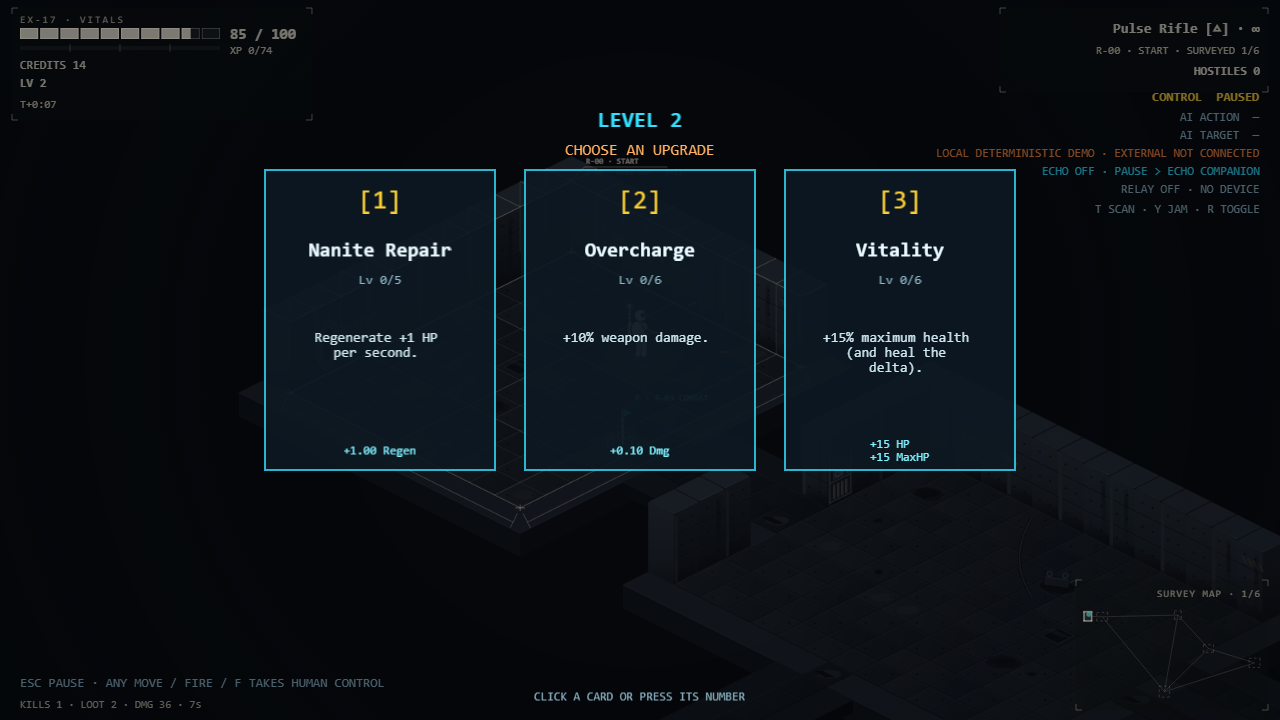 EX-17 · VITALS
85 / 100
XP 0/74
CREDITS 14
LV 2
T+0:07
Pulse Rifle [△] · ∞
R-00 · START · SURVEYED 1/6
HOSTILES 0
CONTROL PAUSED
AI ACTION —
AI TARGET —
LOCAL DETERMINISTIC DEMO · EXTERNAL NOT CONNECTED
ECHO OFF · PAUSE > ECHO COMPANION
RELAY OFF · NO DEVICE
T SCAN · Y JAM · R TOGGLE
LEVEL 2
CHOOSE AN UPGRADE
R-00 · START
[1]
Nanite Repair
Lv 0/5
Regenerate +1 HP
per second.
+1.00 Regen
[2]
Overcharge
Lv 0/6
+10% weapon damage.
+0.10 Dmg
[3]
Vitality
Lv 0/6
+15% maximum health
(and heal the
delta).
+15 HP
+15 MaxHP
SURVEY MAP · 1/6
ESC PAUSE · ANY MOVE / FIRE / F TAKES HUMAN CONTROL
KILLS 1 · LOOT 2 · DMG 36 · 7s
CLICK A CARD OR PRESS ITS NUMBER